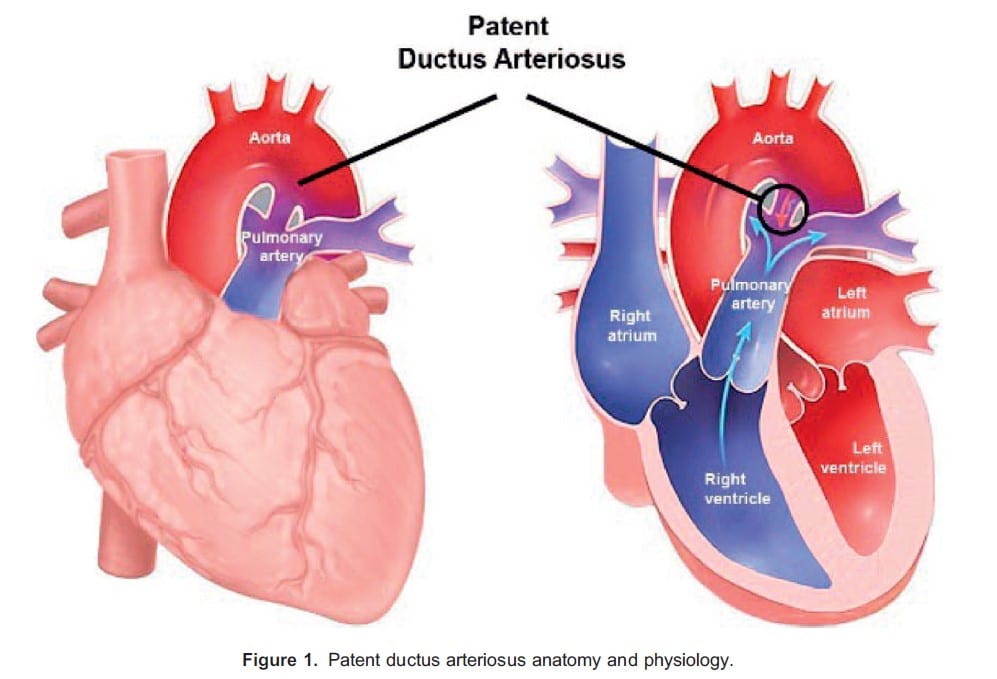 Patent
Ductus Arteriosus
Aorta
Pulmonary
artery
Aorta
Pulmonary
artery
Left
atrium
Right
atrium
Left
ventricle
Right
ventricle
Figure 1. Patent ductus arteriosus anatomy and physiology.